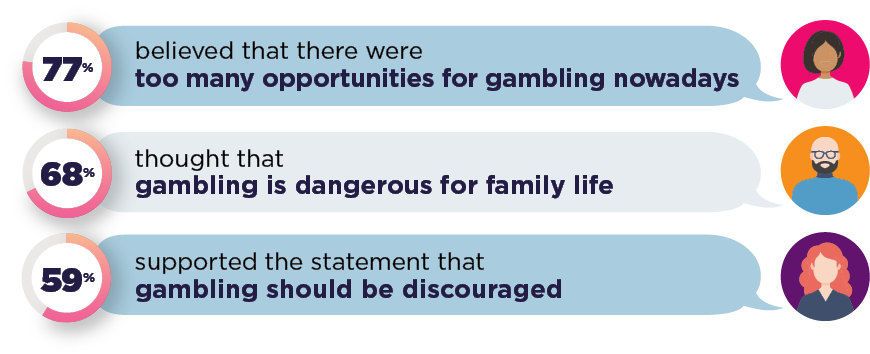 77%
believed that there were
too many opportunities for gambling nowadays
68%
thought that
gambling is dangerous for family life
59%
supported the statement that
gambling should be discouraged